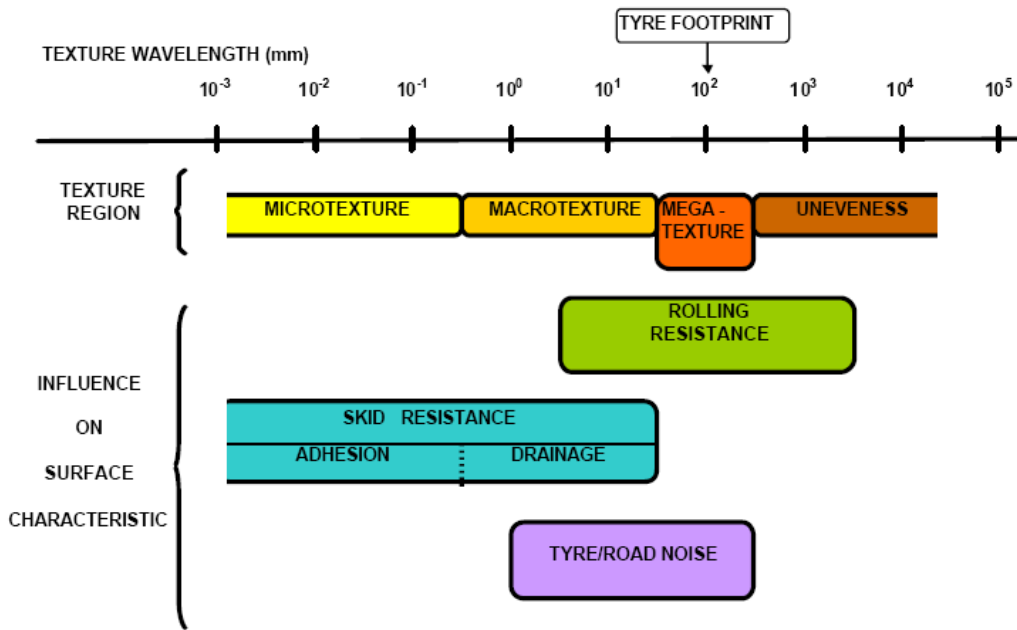 TYRE FOOTPRINT
TEXTURE WAVELENGTH (mm)
10⁻³ 10⁻² 10⁻¹ 10⁰ 10¹ 10² 10³ 10⁴ 10⁵
TEXTURE
REGION
MICROTEXTURE
MACROTEXTURE
MEGA -
TEXTURE
UNEVENESS
ROLLING
RESISTANCE
INFLUENCE
ON
SURFACE
CHARACTERISTIC
SKID RESISTANCE
ADHESION
DRAINAGE
TYRE/ROAD NOISE